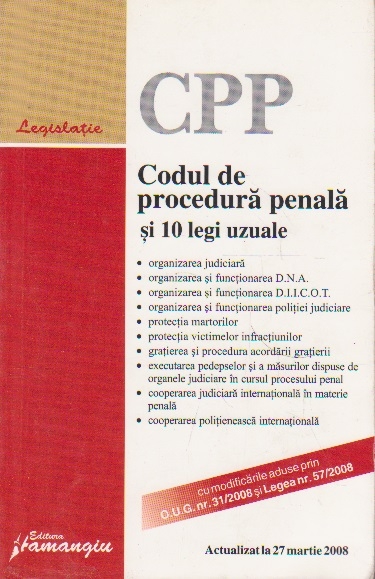 Legislație
CPP
Codul de
procedură penală
și 10 legi uzuale
• organizarea judiciară
• organizarea și funcționarea D.N.A.
• organizarea și funcționarea D.I.I.C.O.T.
• organizarea și funcționarea poliției judiciare
• protecția martorilor
• protecția victimelor infracțiunilor
• grațierea și procedura acordării grațierii
• executarea pedepselor și a măsurilor dispuse de
organele judiciare în cursul procesului penal
• cooperarea judiciară internațională în materie
penală
• cooperarea polițienească internațională
cu modificările aduse prin
O.U.G. nr. 31/2008 și Legea nr. 57/2008
Editura
Hamangiu
Actualizat la 27 martie 2008